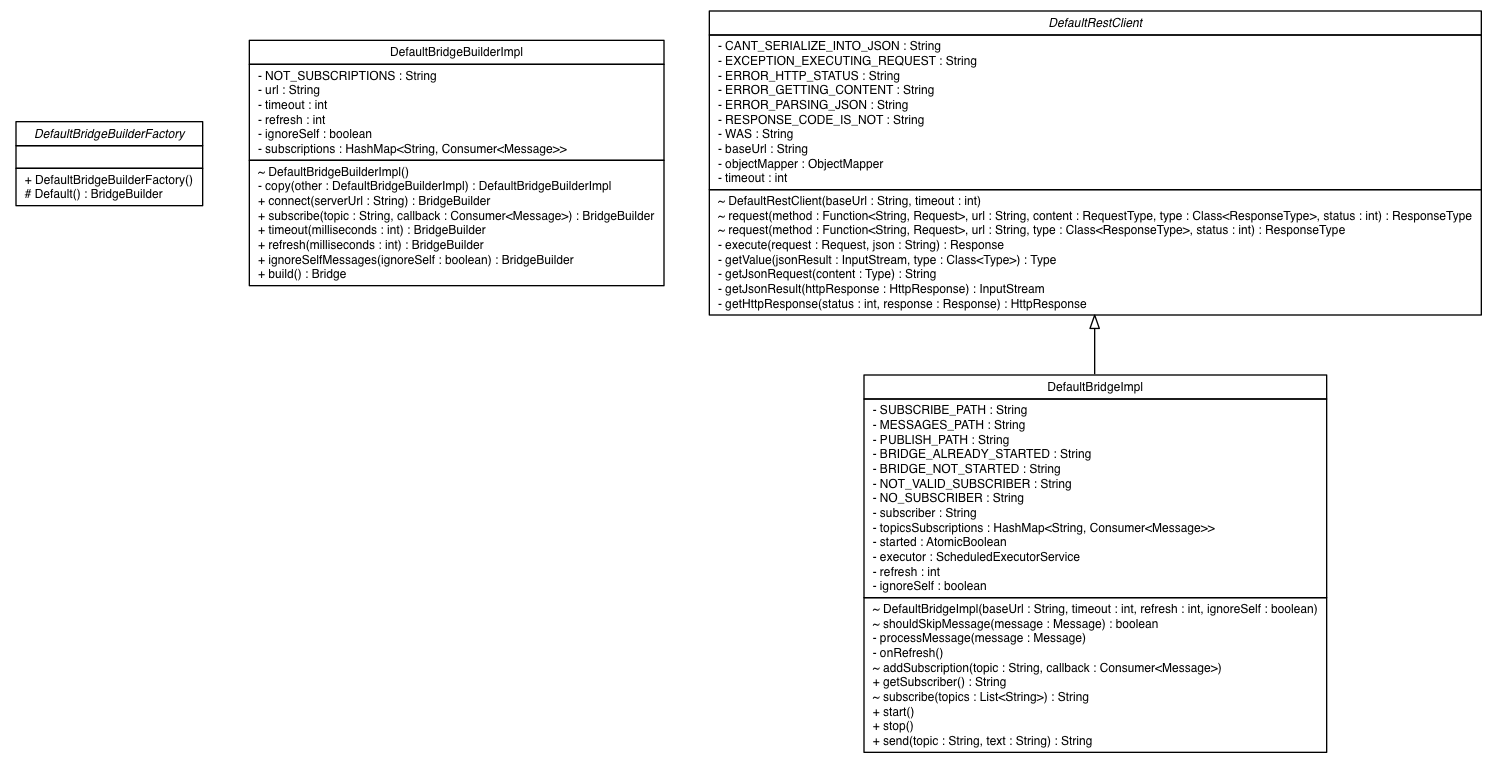 DefaultBridgeBuilderFactory
+ DefaultBridgeBuilderFactory()
# Default() : BridgeBuilder
DefaultBridgeBuilderImpl
- NOT_SUBSCRIPTIONS : String
- url : String
- timeout : int
- refresh : int
- ignoreSelf : boolean
- subscriptions : HashMap<String, Consumer<Message>>
~ DefaultBridgeBuilderImpl()
- copy(other : DefaultBridgeBuilderImpl) : DefaultBridgeBuilderImpl
+ connect(serverUrl : String) : BridgeBuilder
+ subscribe(topic : String, callback : Consumer<Message>) : BridgeBuilder
+ timeout(milliseconds : int) : BridgeBuilder
+ refresh(milliseconds : int) : BridgeBuilder
+ ignoreSelfMessages(ignoreSelf : boolean) : BridgeBuilder
+ build() : Bridge
DefaultRestClient
- CANT_SERIALIZE_INTO_JSON : String
- EXCEPTION_EXECUTING_REQUEST : String
- ERROR_HTTP_STATUS : String
- ERROR_GETTING_CONTENT : String
- ERROR_PARSING_JSON : String
- RESPONSE_CODE_IS_NOT : String
- WAS : String
- baseUrl : String
- objectMapper : ObjectMapper
- timeout : int
~ DefaultRestClient(baseUrl : String, timeout : int)
~ request(method : Function<String, Request>, url : String, content : RequestType, type : Class<ResponseType>, status : int) : ResponseType
~ request(method : Function<String, Request>, url : String, type : Class<ResponseType>, status : int) : ResponseType
- execute(request : Request, json : String) : Response
- getValue(jsonResult : InputStream, type : Class<Type>) : Type
- getJsonRequest(content : Type) : String
- getJsonResult(httpResponse : HttpResponse) : InputStream
- getHttpResponse(status : int, response : Response) : HttpResponse
DefaultBridgeImpl
- SUBSCRIBE_PATH : String
- MESSAGES_PATH : String
- PUBLISH_PATH : String
- BRIDGE_ALREADY_STARTED : String
- BRIDGE_NOT_STARTED : String
- NOT_VALID_SUBSCRIBER : String
- NO_SUBSCRIBER : String
- subscriber : String
- topicsSubscriptions : HashMap<String, Consumer<Message>>
- started : AtomicBoolean
- executor : ScheduledExecutorService
- refresh : int
- ignoreSelf : boolean
~ DefaultBridgeImpl(baseUrl : String, timeout : int, refresh : int, ignoreSelf : boolean)
~ shouldSkipMessage(message : Message) : boolean
- processMessage(message : Message)
- onRefresh()
~ addSubscription(topic : String, callback : Consumer<Message>)
+ getSubscriber() : String
~ subscribe(topics : List<String>) : String
+ start()
+ stop()
+ send(topic : String, text : String) : String